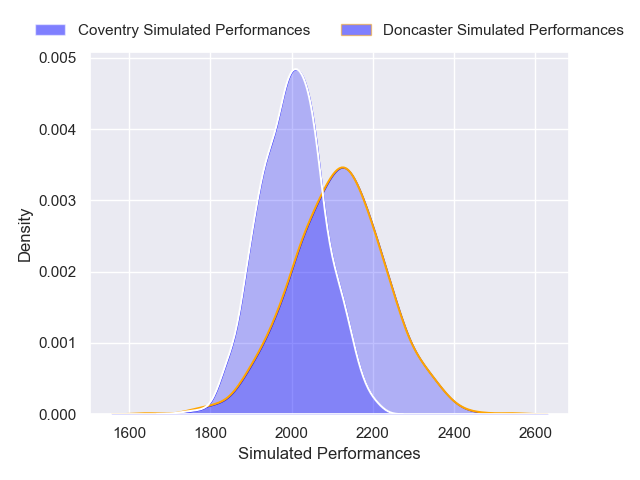 Coventry Simulated Performances Doncaster Simulated Performances
0.005
0.004
0.003
0.002
0.001
0.000
Density
1600 1800 2000 2200 2400 2600
Simulated Performances